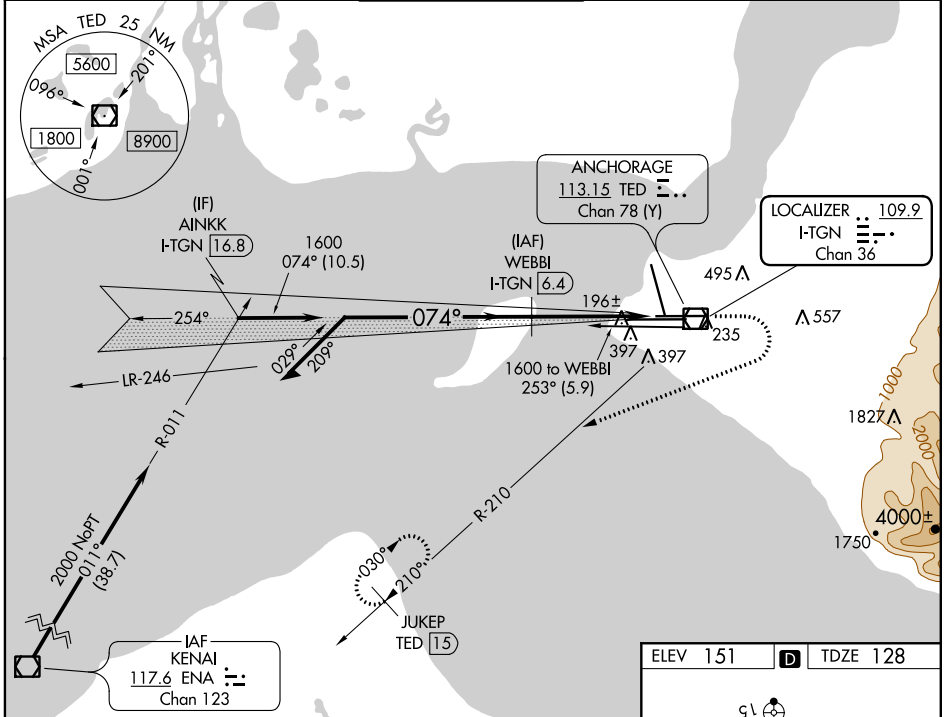 MSA TED 25 NM
5600
201°
096°
1800
8900
001°
ANCHORAGE
113.15 TED
Chan 78 (Y)
LOCALIZER 109.9
I-TGN
Chan 36
(IF)
AINKK
I-TGN 16.8
1600
074° (10.5)
(IAF)
WEBBI
I-TGN 6.4
495
196±
557
254°
074°
235
029°
209°
397
397
1600 to WEBBI
253° (5.9)
LR-246
R-011
1000
2000
1827
R-210
4000±
1750
2000 NoPT
011°
(38.7)
030°
210°
JUKEP
TED 15
IAF
KENAI
117.6 ENA
Chan 123
ELEV 151
D
TDZE 128
15